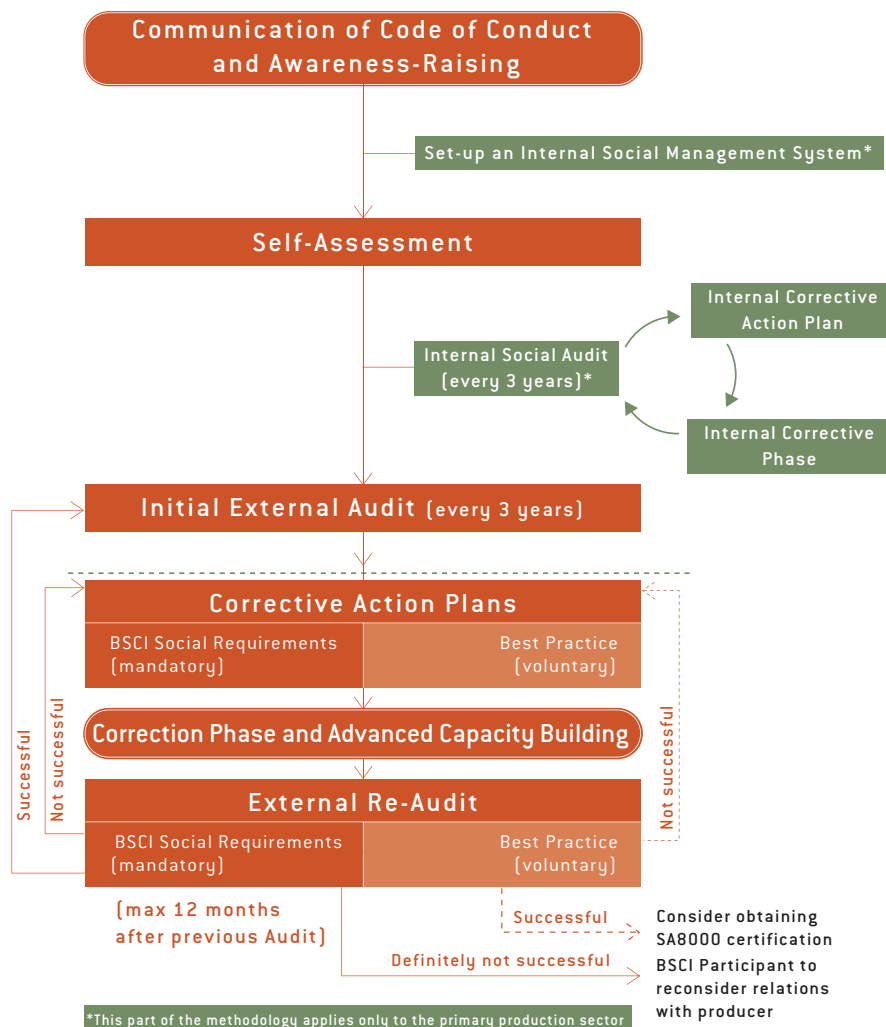 Communication of Code of Conduct
and Awareness-Raising
Set-up an Internal Social Management System*
Self-Assessment
Internal Corrective
Action Plan
Internal Social Audit
(every 3 years)*
Internal Corrective
Phase
Initial External Audit (every 3 years)
Corrective Action Plans
BSCI Social Requirements
(mandatory)
Best Practice
(voluntary)
Successful
Not successful
Not successful
Correction Phase and Advanced Capacity Building
External Re-Audit
BSCI Social Requirements
(mandatory)
Best Practice
(voluntary)
(max 12 months
after previous Audit)
Successful
Consider obtaining
SA8000 certification
Definitely not successful
BSCI Participant to
reconsider relations
with producer
*This part of the methodology applies only to the primary production sector